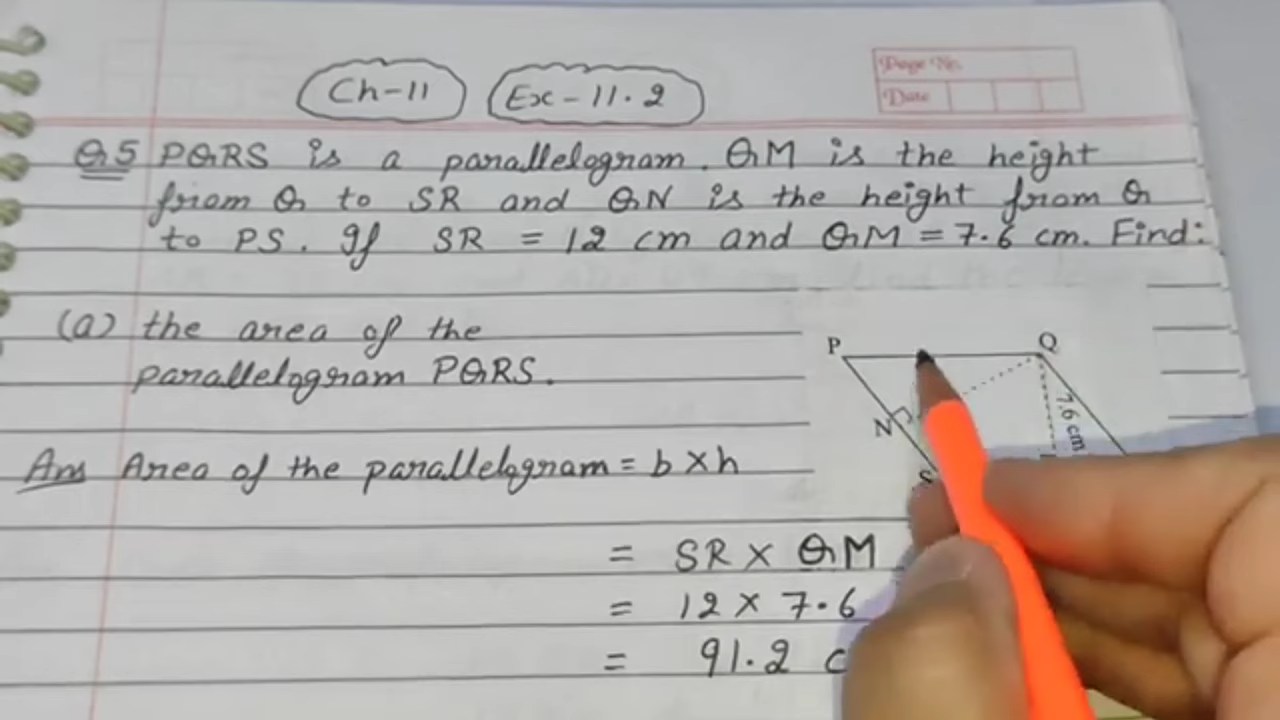 Ch-11 Ex-11.2
Page No.
Date
Q5 PQRS is a parallelogram. QM is the height
from Q to SR and QN is the height from Q
to PS. If SR = 12 cm and QM = 7.6 cm. Find:
(a) the area of the
parallelogram PQRS.
P Q
7.6 cm
N
S
Ans Area of the parallelogram = b × h
= SR × QM
= 12 × 7.6
= 91.2 c